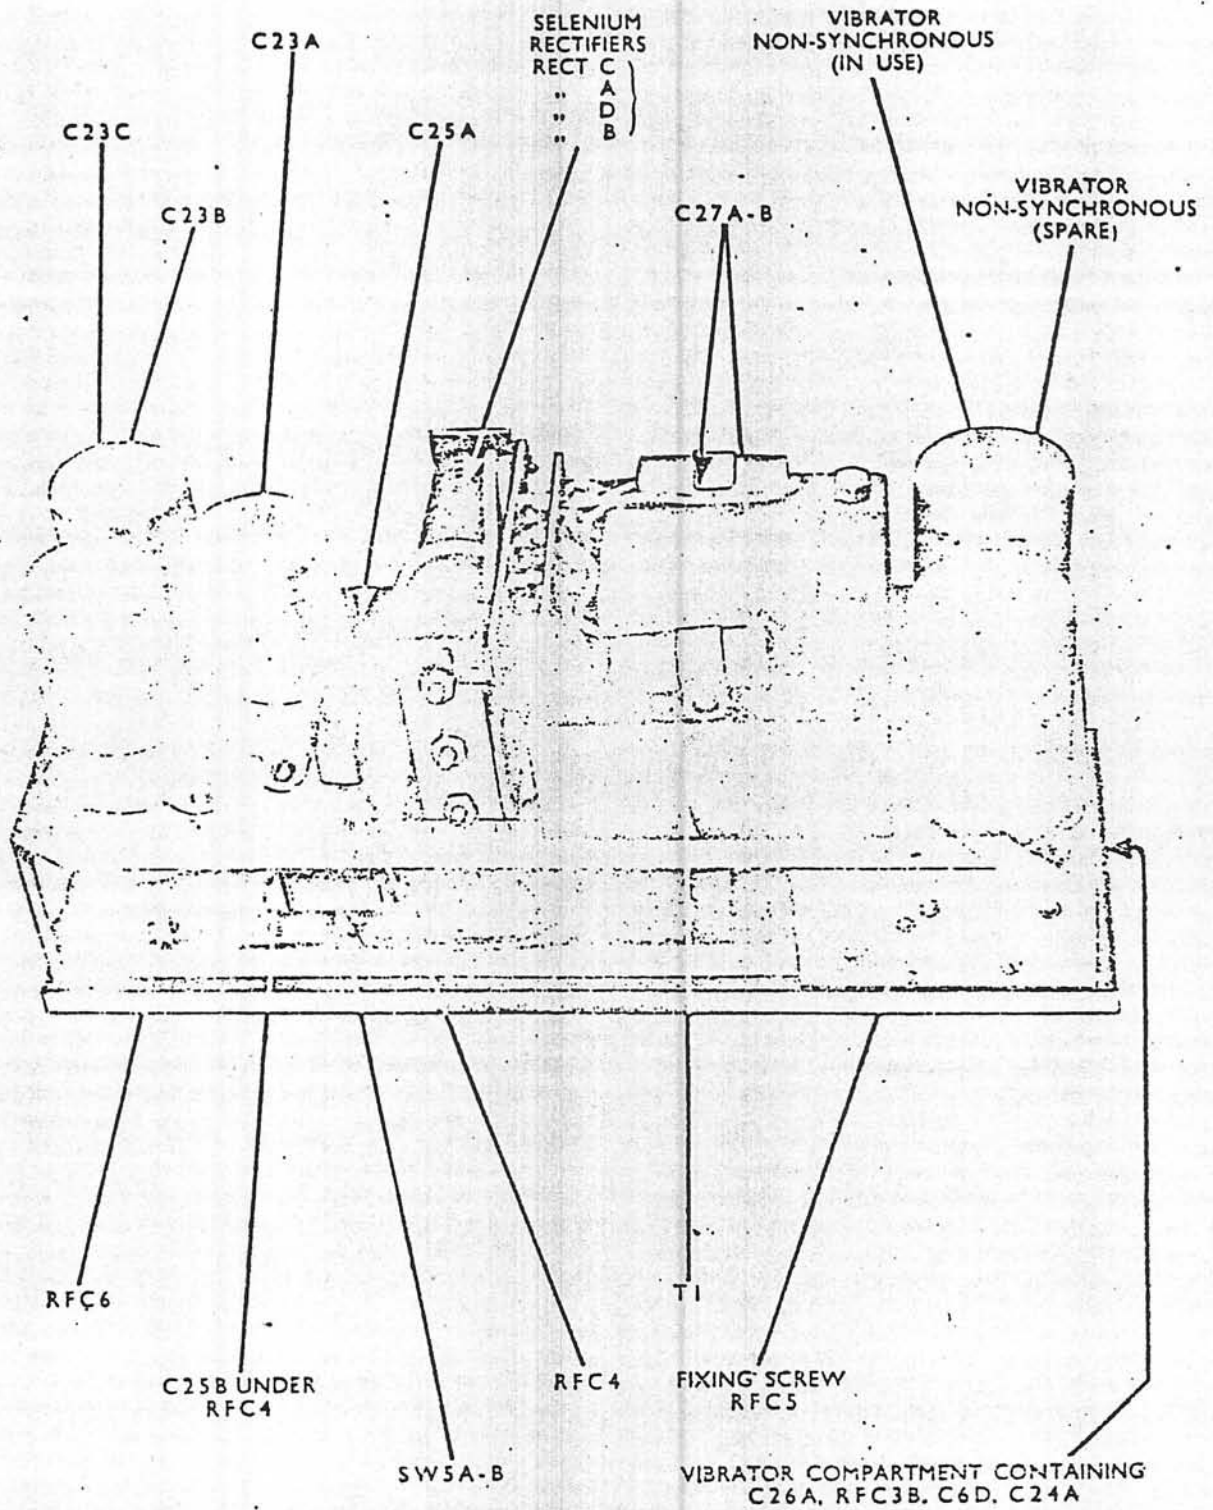 C23A
SELENIUM
RECTIFIERS
RECT C
" A
" D
" B
VIBRATOR
NON-SYNCHRONOUS
(IN USE)
C23C
C25A
C23B
C27A-B
VIBRATOR
NON-SYNCHRONOUS
(SPARE)
RFC6
T1
C25B UNDER
RFC4
RFC4
FIXING SCREW
RFC5
SW5A-B
VIBRATOR COMPARTMENT CONTAINING
C26A, RFC3B, C6D, C24A